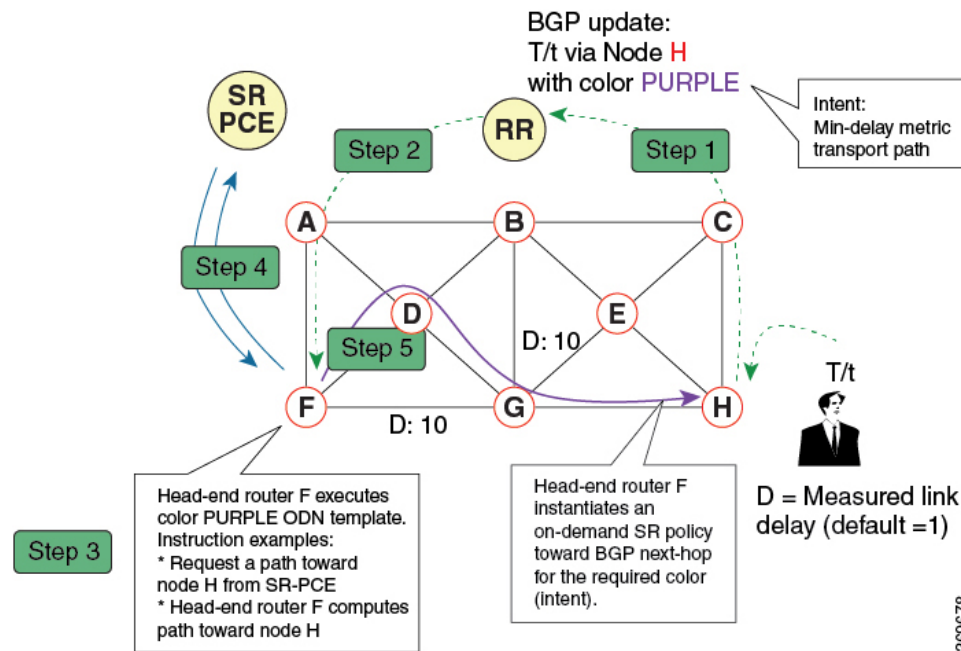 BGP update:
T/t via Node H
with color PURPLE
SR
PCE
RR
Intent:
Min-delay metric
transport path
Step 2
Step 1
A
B
C
Step 4
D
E
Step 5
D: 10
T/t
F
G
H
D: 10
Head-end router F executes
color PURPLE ODN template.
Instruction examples:
* Request a path toward
node H from SR-PCE
* Head-end router F computes
path toward node H
Step 3
Head-end router F
instantiates an
on-demand SR policy
toward BGP next-hop
for the required color
(intent).
D = Measured link
delay (default =1)